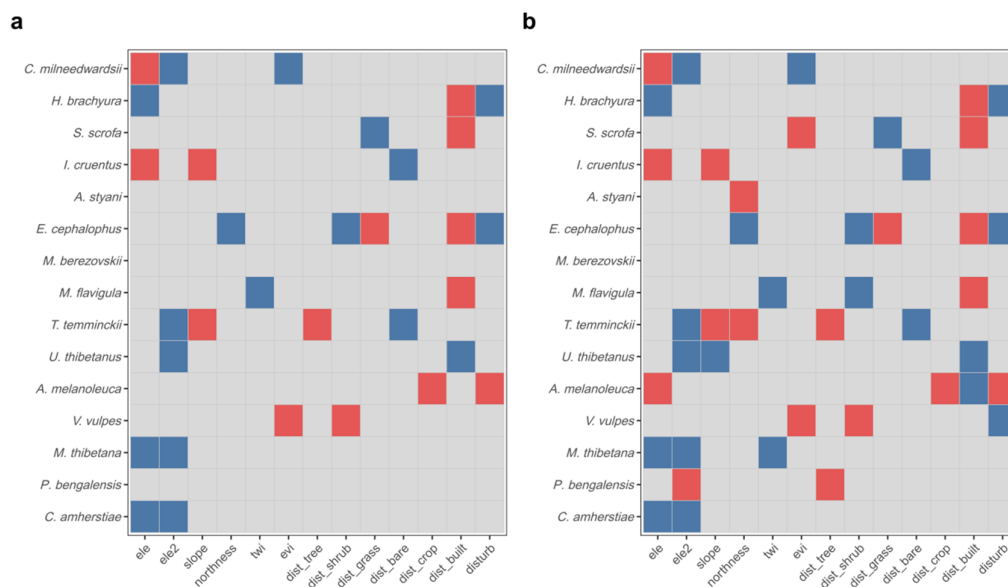 a
C. milneedwardsii
H. brachyura
S. scrofa
I. cruentus
A. styani
E. cephalophus
M. berezovskii
M. flavigula
T. temminckii
U. thibetanus
A. melanoleuca
V. vulpes
M. thibetana
P. bengalensis
C. amherstiae
ele
ele2
slope
northness
twi
evi
dist_tree
dist_shrub
dist_grass
dist_bare
dist_crop
dist_built
disturb
b
C. milneedwardsii
H. brachyura
S. scrofa
I. cruentus
A. styani
E. cephalophus
M. berezovskii
M. flavigula
T. temminckii
U. thibetanus
A. melanoleuca
V. vulpes
M. thibetana
P. bengalensis
C. amherstiae
ele
ele2
slope
northness
twi
evi
dist_tree
dist_shrub
dist_grass
dist_bare
dist_crop
dist_built
disturb